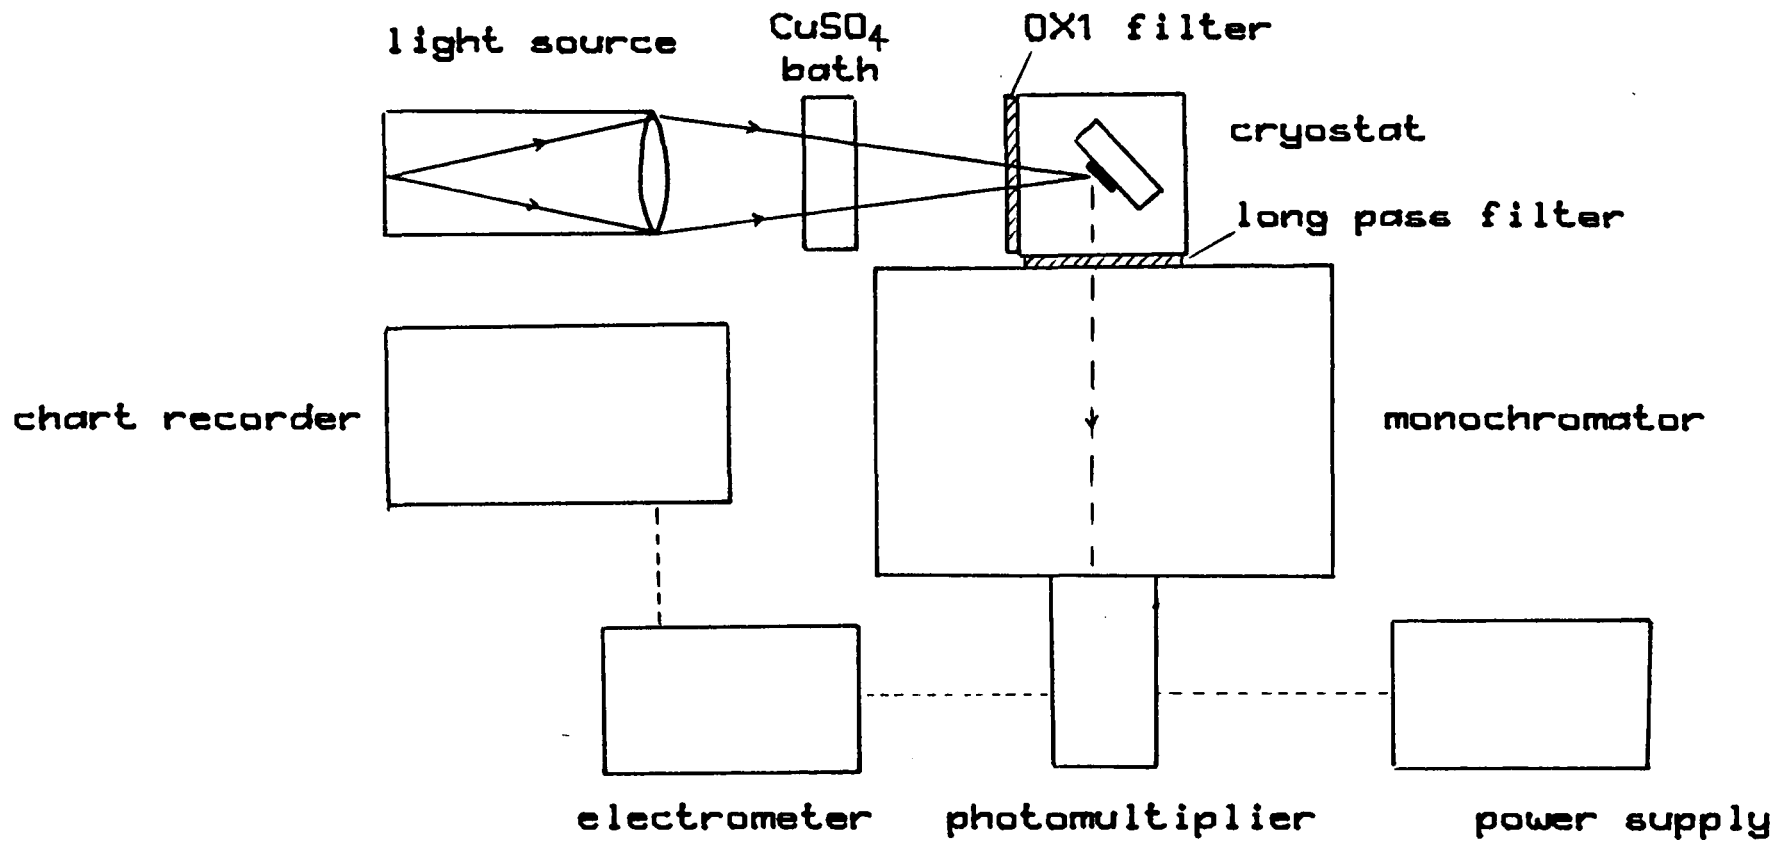 light source
CuSO4
bath
OX1 filter
cryostat
long pass filter
chart recorder
monochromator
electrometer
photomultiplier
power supply